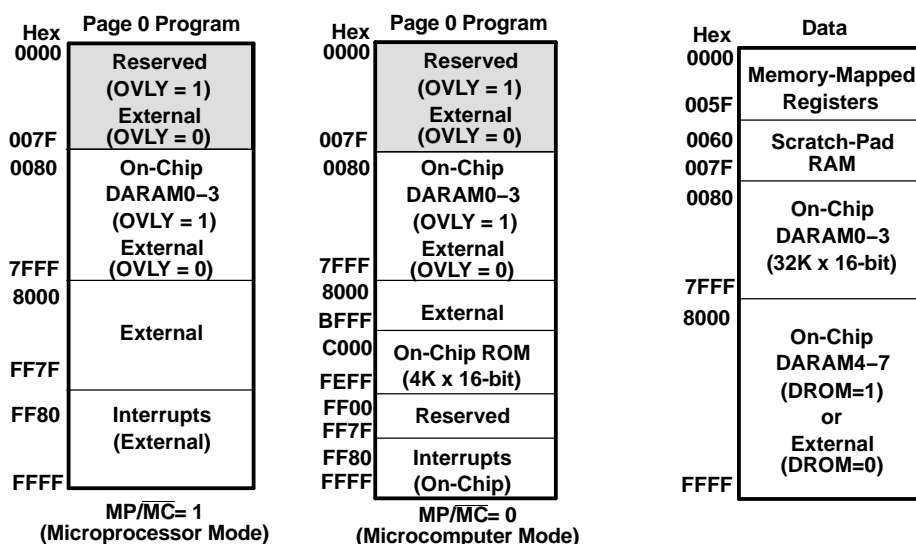 Hex
Page 0 Program
0000
Reserved
(OVLY = 1)
External
(OVLY = 0)
007F
0080
On-Chip
DARAM0−3
(OVLY = 1)
External
(OVLY = 0)
7FFF
8000
External
FF7F
FF80
Interrupts
(External)
FFFF
MP/MC= 1
(Microprocessor Mode)
Hex
Page 0 Program
0000
Reserved
(OVLY = 1)
External
(OVLY = 0)
007F
0080
On-Chip
DARAM0−3
(OVLY = 1)
External
(OVLY = 0)
7FFF
8000
External
BFFF
C000
On-Chip ROM
(4K x 16-bit)
FEFF
FF00
Reserved
FF7F
FF80
Interrupts
(On-Chip)
FFFF
MP/MC= 0
(Microcomputer Mode)
Hex
Data
0000
Memory-Mapped
Registers
005F
0060
Scratch-Pad
RAM
007F
0080
On-Chip
DARAM0−3
(32K x 16-bit)
7FFF
8000
On-Chip
DARAM4−7
(DROM=1)
or
External
(DROM=0)
FFFF